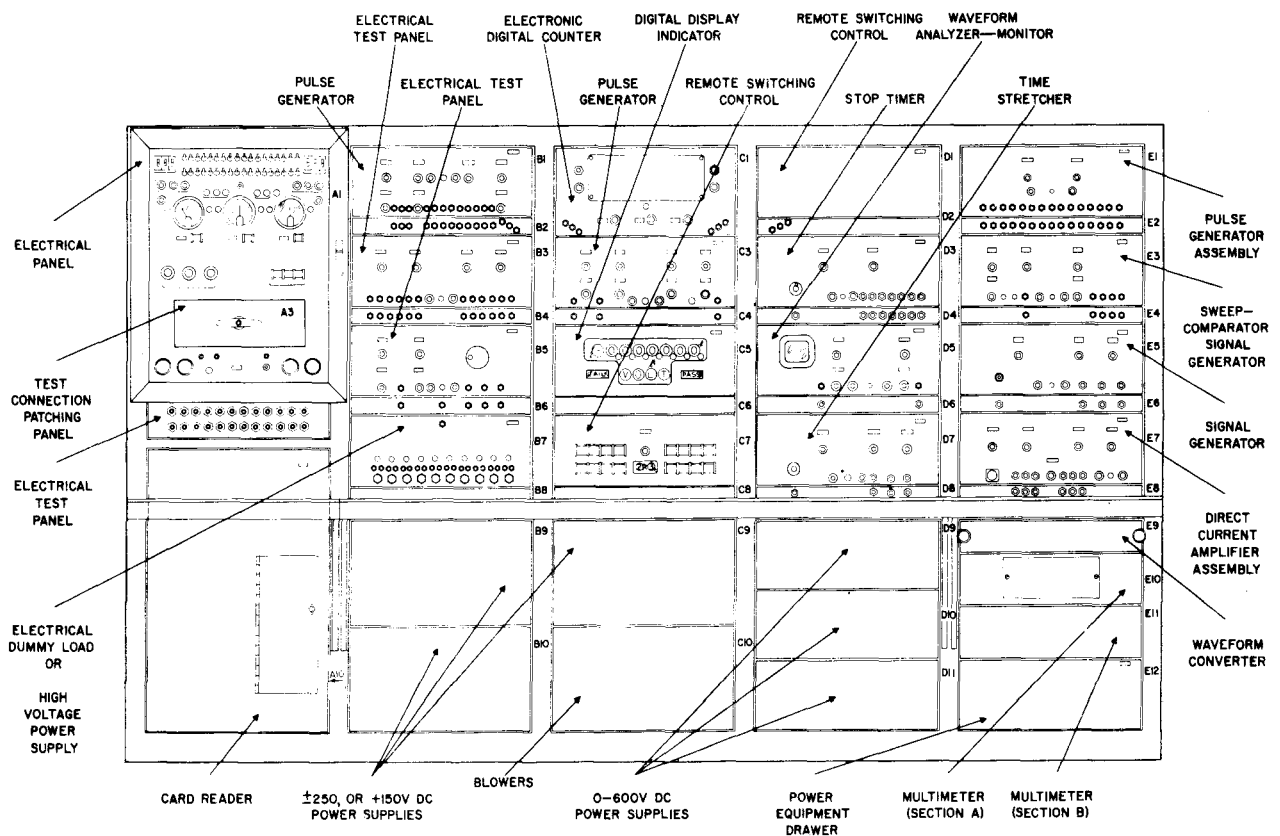 ELECTRICAL
TEST PANEL
ELECTRONIC
DIGITAL COUNTER
DIGITAL DISPLAY
INDICATOR
REMOTE SWITCHING
CONTROL
WAVEFORM
ANALYZER—MONITOR
PULSE
GENERATOR
ELECTRICAL TEST
PANEL
PULSE
GENERATOR
REMOTE SWITCHING
CONTROL
STOP TIMER
TIME
STRETCHER
ELECTRICAL
PANEL
TEST
CONNECTION
PATCHING
PANEL
ELECTRICAL
TEST
PANEL
ELECTRICAL
DUMMY LOAD
OR
HIGH
VOLTAGE
POWER
SUPPLY
A1
A3
A10
B1
B2
B3
B4
B5
B6
B7
B8
B9
B10
VOLT
PASS
C1
C3
C4
C5
C6
C7
C8
C9
C10
D1
D2
D3
D4
D5
D6
D7
D8
D9
D10
D11
E1
E2
E3
E4
E5
E6
E7
E8
E9
E10
E11
E12
PULSE
GENERATOR
ASSEMBLY
SWEEP-
COMPARATOR
SIGNAL
GENERATOR
SIGNAL
GENERATOR
DIRECT
CURRENT
AMPLIFIER
ASSEMBLY
WAVEFORM
CONVERTER
CARD READER
±250, OR +150V DC
POWER SUPPLIES
BLOWERS
0-600V DC
POWER SUPPLIES
POWER
EQUIPMENT
DRAWER
MULTIMETER
(SECTION A)
MULTIMETER
(SECTION B)